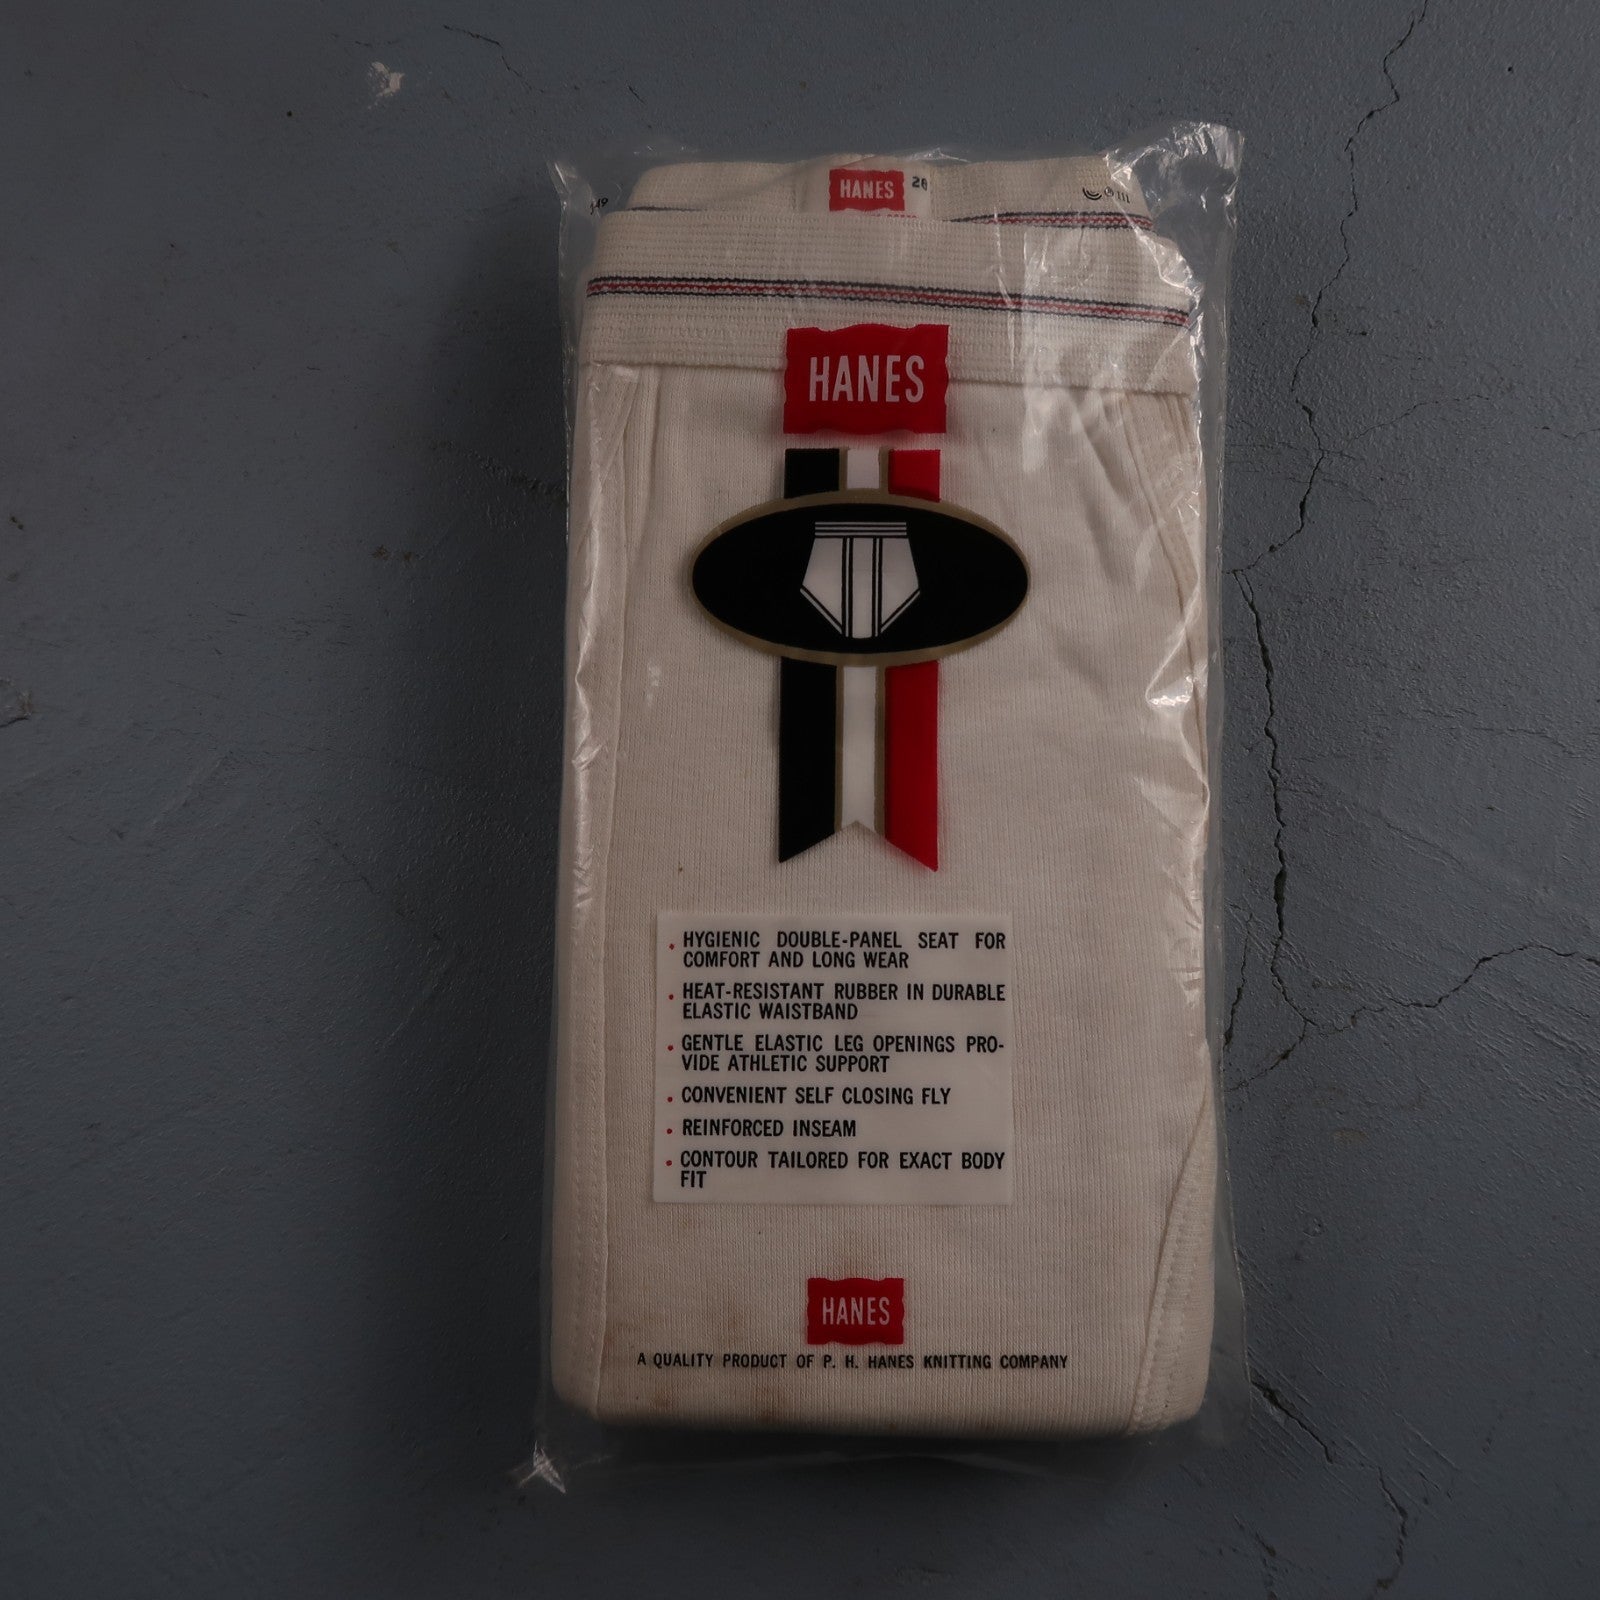 HANES 28
HANES
. HYGIENIC DOUBLE-PANEL SEAT FOR
COMFORT AND LONG WEAR
. HEAT-RESISTANT RUBBER IN DURABLE
ELASTIC WAISTBAND
. GENTLE ELASTIC LEG OPENINGS PRO-
VIDE ATHLETIC SUPPORT
. CONVENIENT SELF CLOSING FLY
. REINFORCED INSEAM
. CONTOUR TAILORED FOR EXACT BODY
FIT
HANES
A QUALITY PRODUCT OF P. H. HANES KNITTING COMPANY